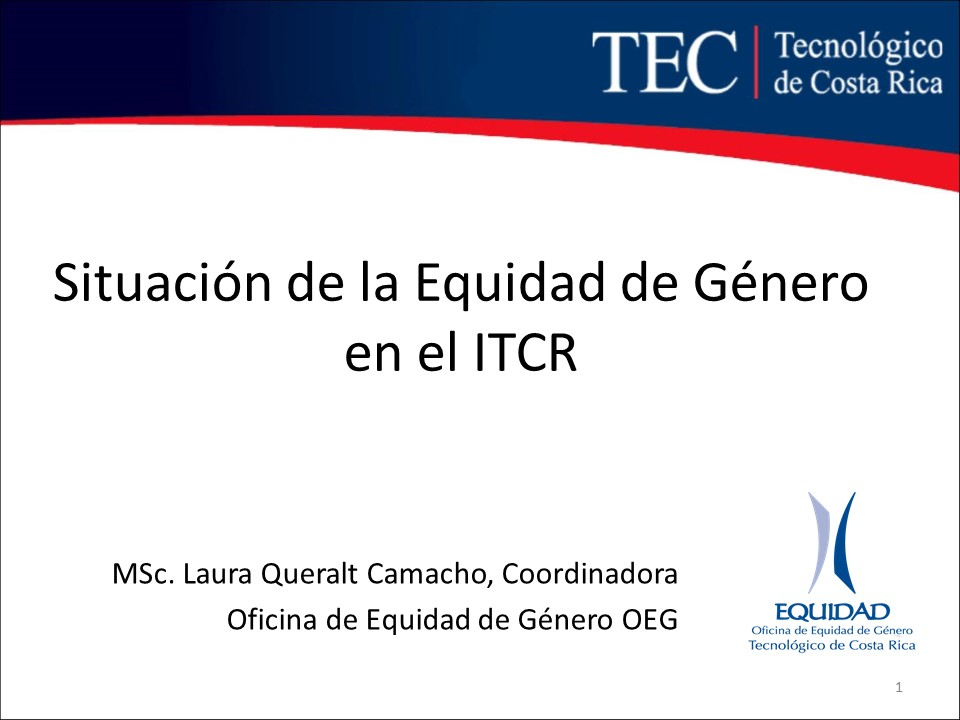 TEC
Tecnológico
de Costa Rica
Situación de la Equidad de Género
en el ITCR
MSc. Laura Queralt Camacho, Coordinadora
Oficina de Equidad de Género OEG
EQUIDAD
Oficina de Equidad de Género
Tecnológico de Costa Rica
1